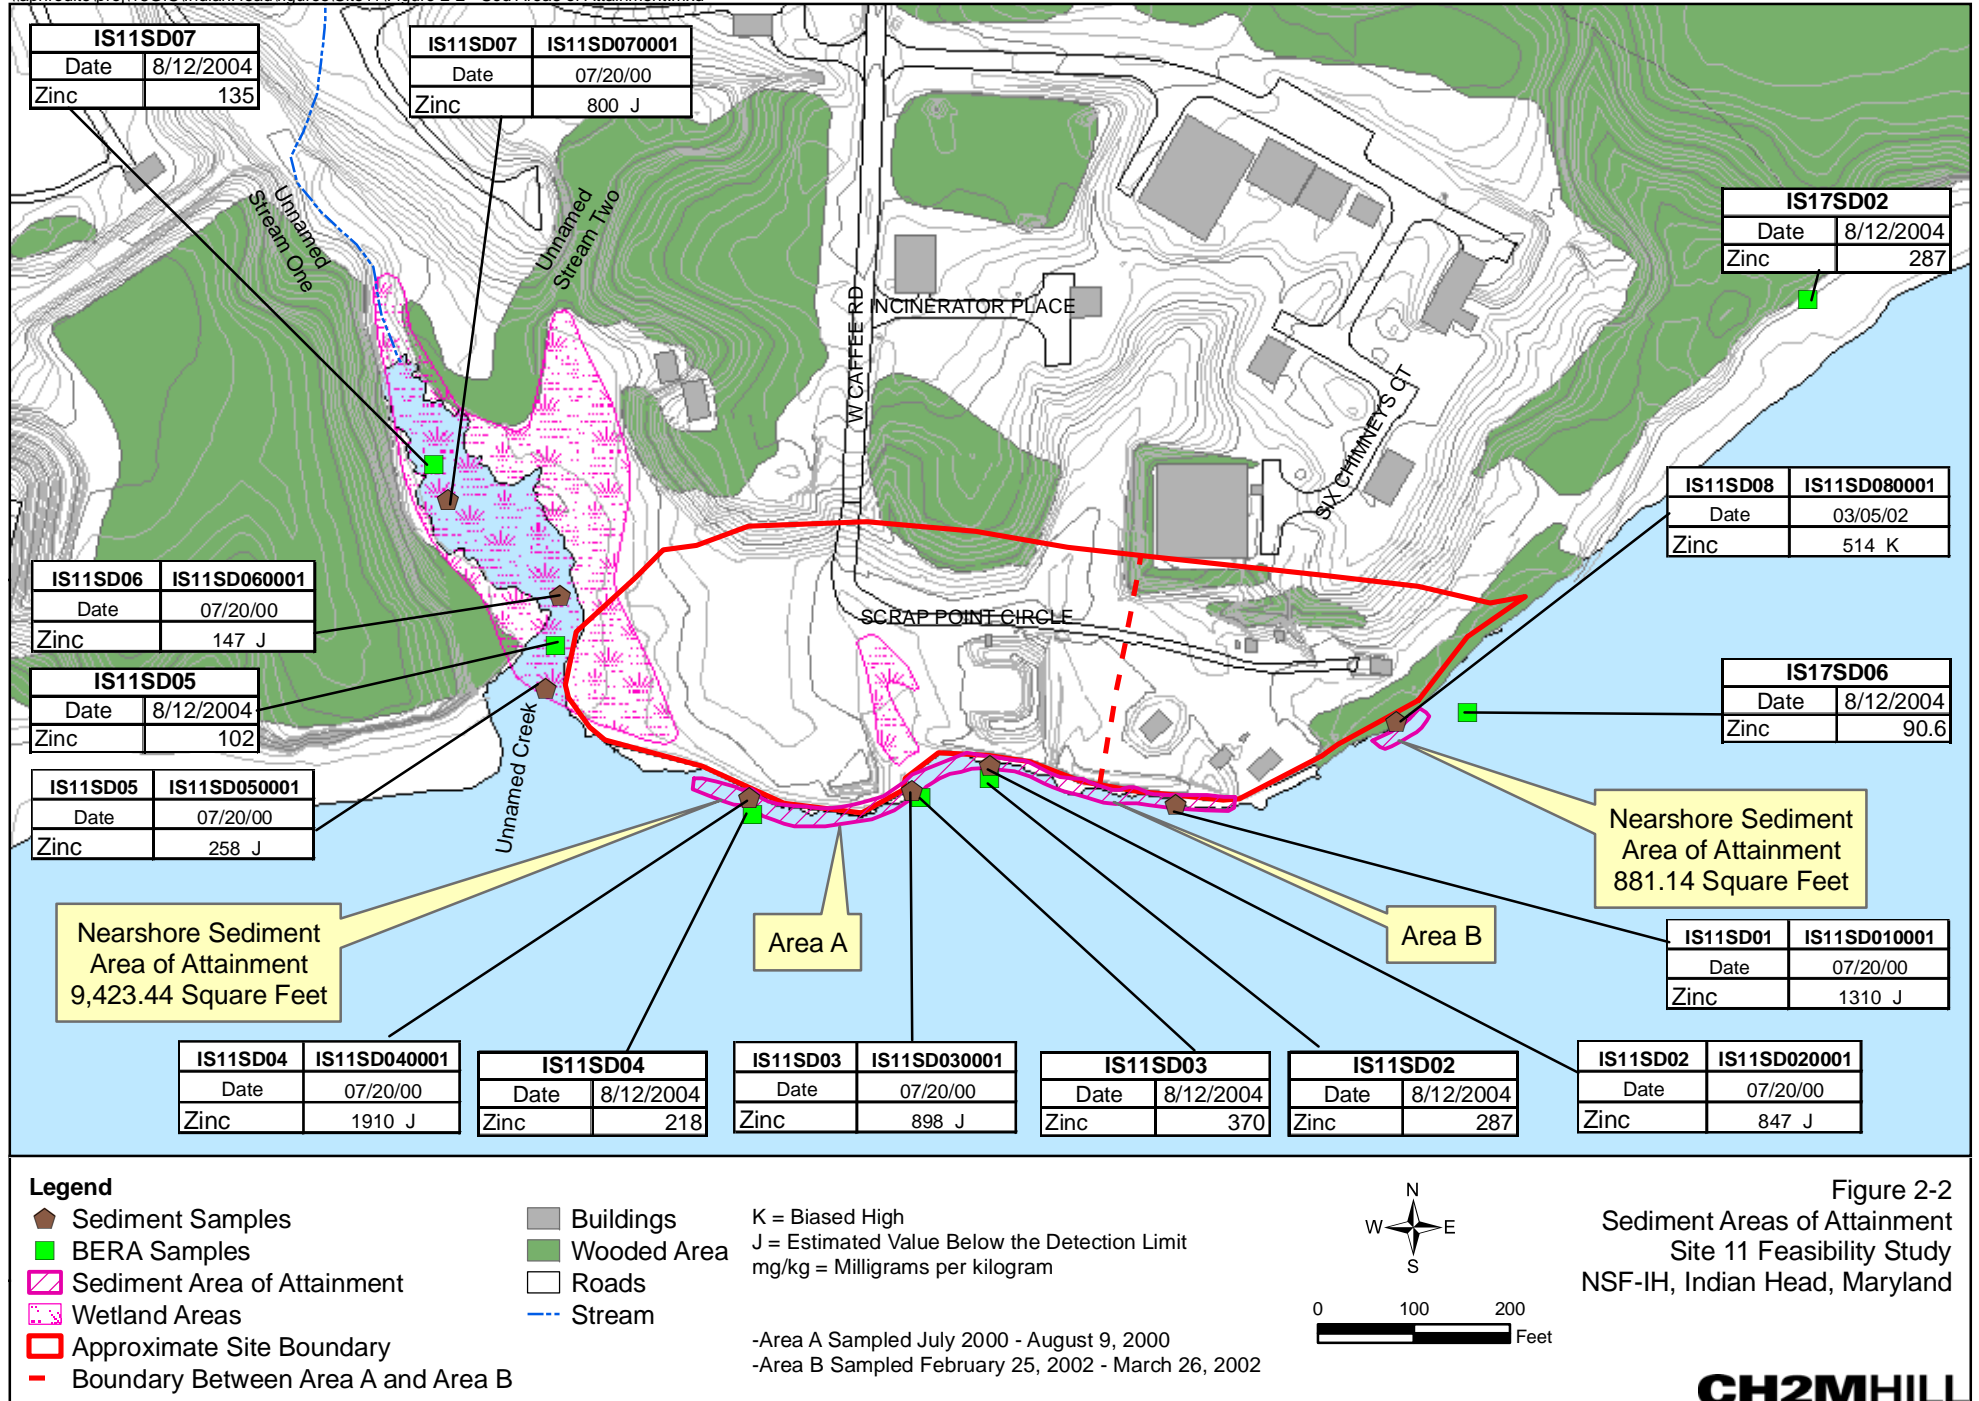 IS11SD07
Date 8/12/2004
Zinc 135
IS11SD07 IS11SD070001
Date 07/20/00
Zinc 800 J
IS17SD02
Date 8/12/2004
Zinc 287
Unnamed
Stream One
Unnamed
Stream Two
W CAFFEE RD
INCINERATOR PLACE
SIX CHIMNEYS CT
SCRAP POINT CIRCLE
IS11SD08 IS11SD080001
Date 03/05/02
Zinc 514 K
IS11SD06 IS11SD060001
Date 07/20/00
Zinc 147 J
IS11SD05
Date 8/12/2004
Zinc 102
IS17SD06
Date 8/12/2004
Zinc 90.6
IS11SD05 IS11SD050001
Date 07/20/00
Zinc 258 J
Unnamed Creek
Nearshore Sediment
Area of Attainment
881.14 Square Feet
Nearshore Sediment
Area of Attainment
9,423.44 Square Feet
Area A
Area B
IS11SD01 IS11SD010001
Date 07/20/00
Zinc 1310 J
IS11SD04 IS11SD040001
Date 07/20/00
Zinc 1910 J
IS11SD04
Date 8/12/2004
Zinc 218
IS11SD03 IS11SD030001
Date 07/20/00
Zinc 898 J
IS11SD03
Date 8/12/2004
Zinc 370
IS11SD02
Date 8/12/2004
Zinc 287
IS11SD02 IS11SD020001
Date 07/20/00
Zinc 847 J
Legend
Sediment Samples
BERA Samples
Sediment Area of Attainment
Wetland Areas
Approximate Site Boundary
Boundary Between Area A and Area B
Buildings
Wooded Area
Roads
Stream
K = Biased High
J = Estimated Value Below the Detection Limit
mg/kg = Milligrams per kilogram
-Area A Sampled July 2000 - August 9, 2000
-Area B Sampled February 25, 2002 - March 26, 2002
N
W E
S
0 100 200
Feet
Figure 2-2
Sediment Areas of Attainment
Site 11 Feasibility Study
NSF-IH, Indian Head, Maryland
CH2MHILL